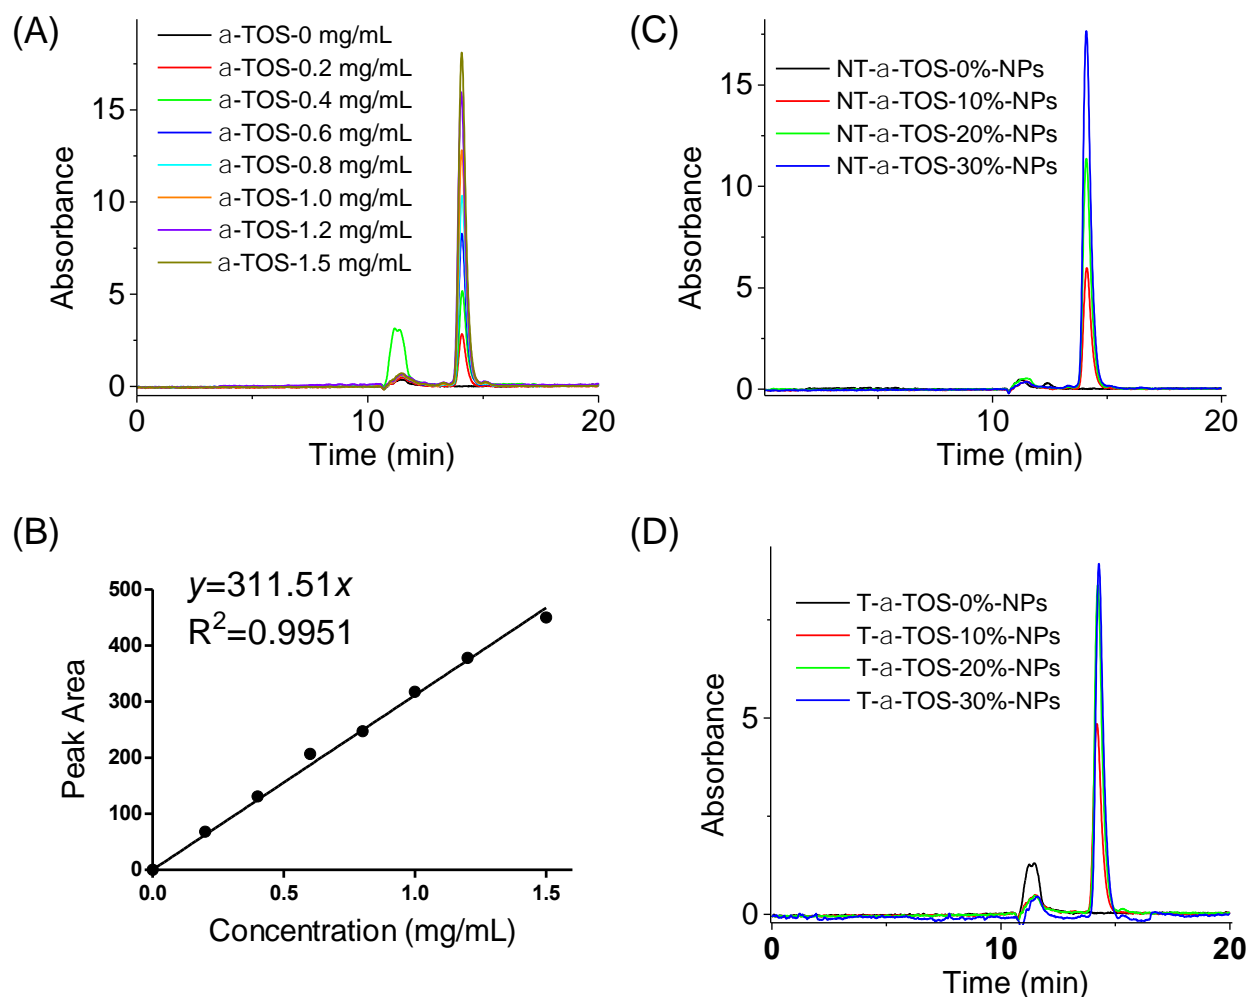 (A)
a-TOS-0 mg/mL
a-TOS-0.2 mg/mL
a-TOS-0.4 mg/mL
a-TOS-0.6 mg/mL
a-TOS-0.8 mg/mL
a-TOS-1.0 mg/mL
a-TOS-1.2 mg/mL
a-TOS-1.5 mg/mL
Absorbance
15
10
5
0
0 10 20
Time (min)
(C)
NT-a-TOS-0%-NPs
NT-a-TOS-10%-NPs
NT-a-TOS-20%-NPs
NT-a-TOS-30%-NPs
Absorbance
15
10
5
0
10 20
Time (min)
(B)
y=311.51x
R²=0.9951
Peak Area
500
400
300
200
100
0
0.0 0.5 1.0 1.5
Concentration (mg/mL)
(D)
T-a-TOS-0%-NPs
T-a-TOS-10%-NPs
T-a-TOS-20%-NPs
T-a-TOS-30%-NPs
Absorbance
5
0
0 10 20
Time (min)